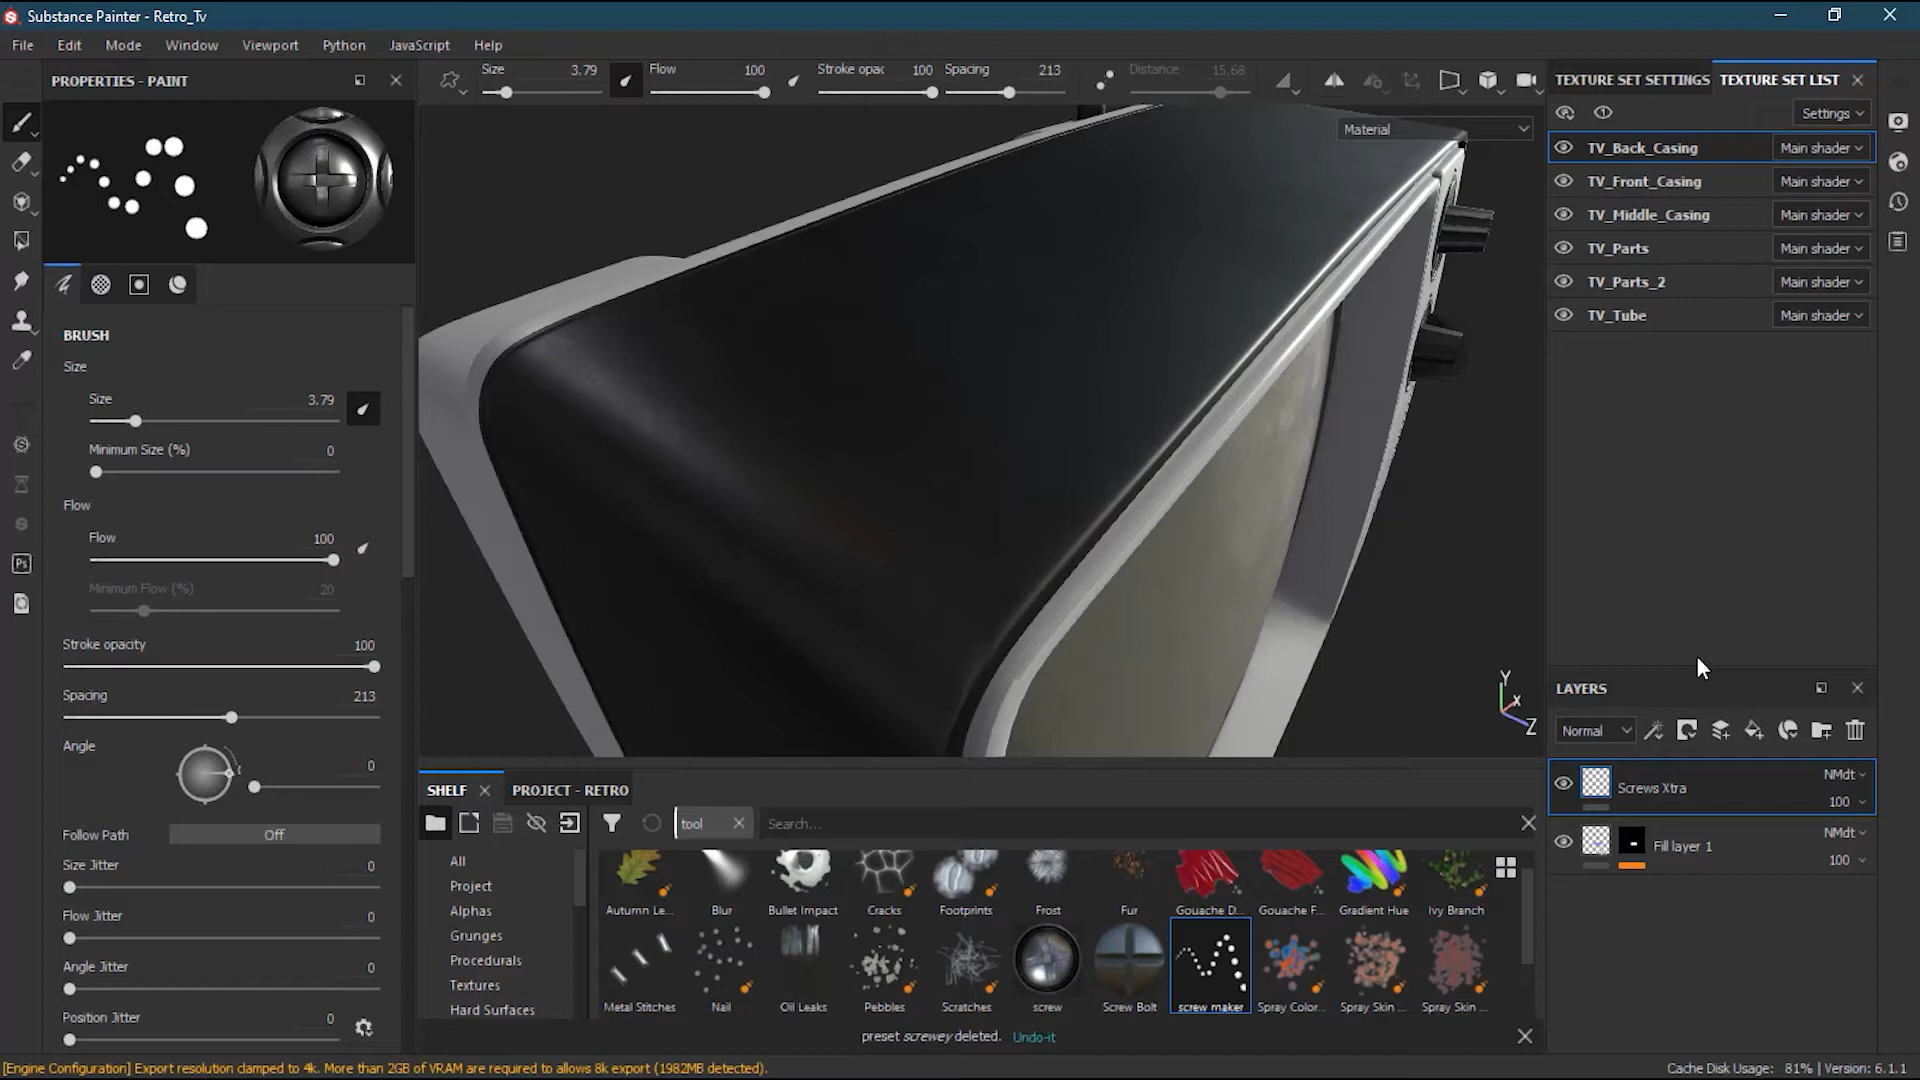 Substance Painter - Retro_Tv
File Edit Mode Window Viewport Python JavaScript Help
PROPERTIES - PAINT
Size 3.79 Flow 100 Stroke opac 100 Spacing 213 Distance 15.68
Material
TEXTURE SET SETTINGS TEXTURE SET LIST
Settings
TV_Back_Casing Main shader
TV_Front_Casing Main shader
TV_Middle_Casing Main shader
TV_Parts Main shader
TV_Parts_2 Main shader
TV_Tube Main shader
BRUSH
Size
Size 3.79
Minimum Size (%) 0
Flow
Flow 100
Minimum Flow (%) 20
Stroke opacity 100
Spacing 213
Angle 0
Follow Path Off
Size Jitter 0
Flow Jitter 0
Angle Jitter 0
Position Jitter 0
Ps
Y
X
Z
LAYERS
Normal
Screws Xtra NMdt 100
Fill layer 1 NMdt 100
SHELF PROJECT - RETRO
tool Search...
All
Project
Alphas
Grunges
Procedurals
Textures
Hard Surfaces
Autumn Le... Blur Bullet Impact Cracks Footprints Frost Fur Gouache D... Gouache F... Gradient Hue Ivy Branch
Metal Stitches Nail Oil Leaks Pebbles Scratches screw Screw Bolt screw maker Spray Color... Spray Skin ... Spray Skin ...
preset screwey deleted. Undo-it
[Engine Configuration] Export resolution clamped to 4k. More than 2GB of VRAM are required to allows 8k export (1982MB detected).
Cache Disk Usage: 81% | Version: 6.1.1